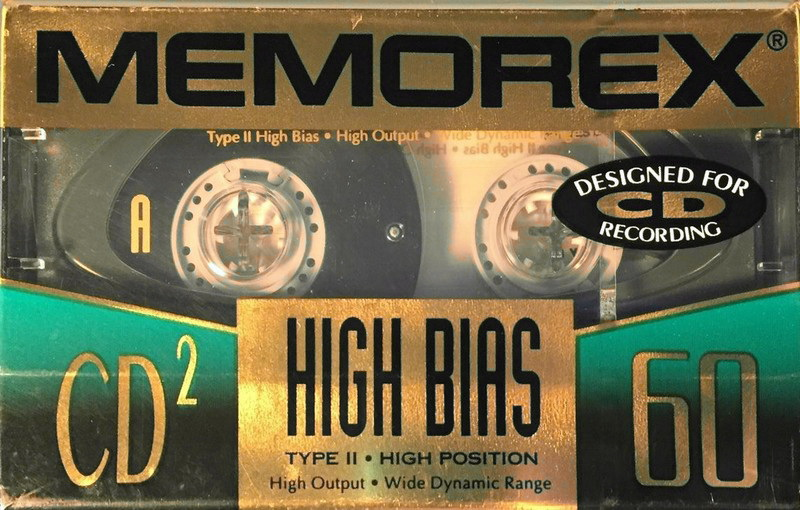 MEMOREX®
Type II High Bias • High Output • Wide Dynamic Range
A
DESIGNED FOR
CD
RECORDING
CD²
HIGH BIAS
TYPE II • HIGH POSITION
High Output • Wide Dynamic Range
60